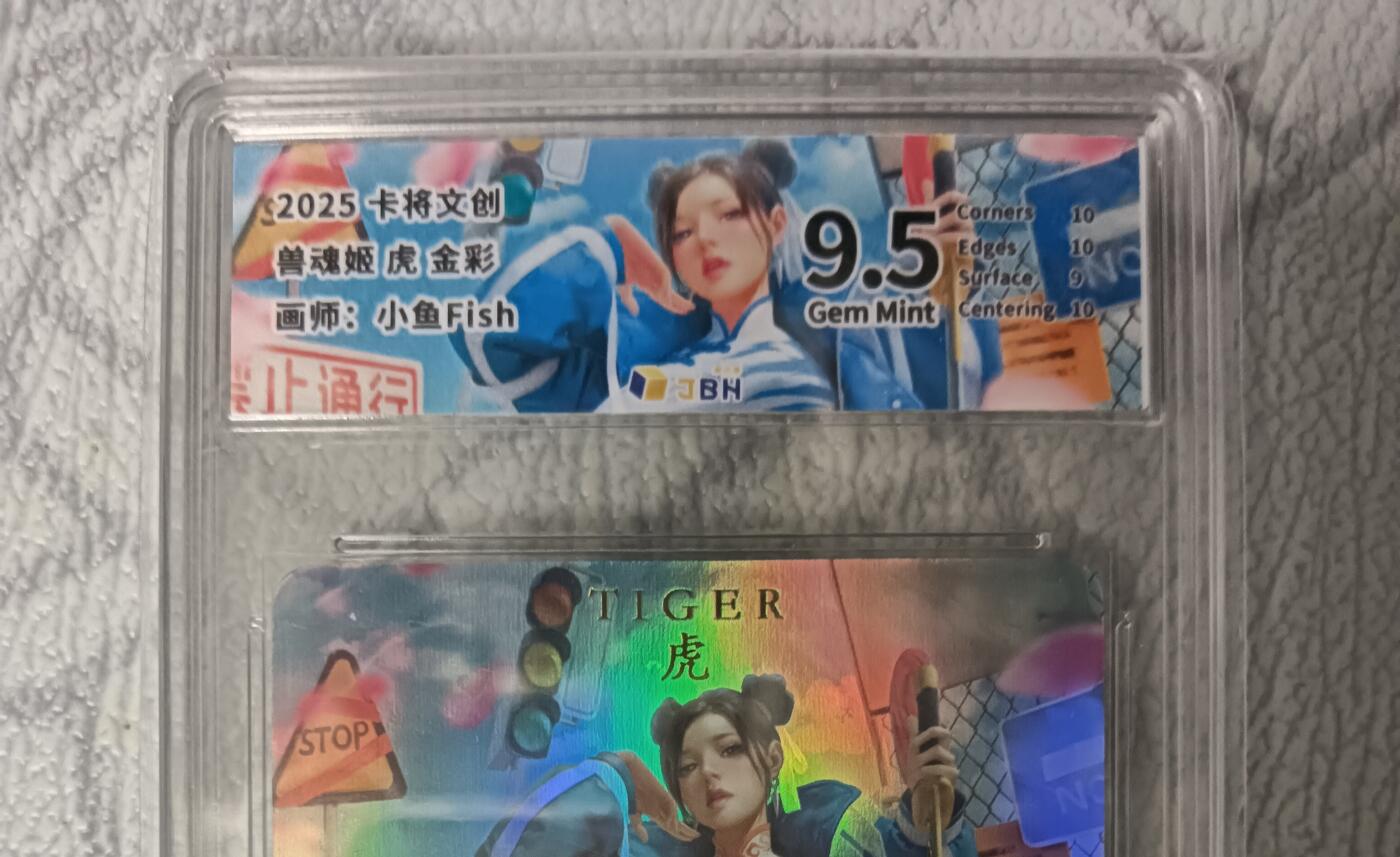 2025 卡将文创
兽魂姬 虎 金彩
画师：小鱼Fish
止通行
JBH
9.5
Gem Mint
Corners 10
Edges 10
Surface 9
Centering 10
NO
TIGER
虎
STOP
NO